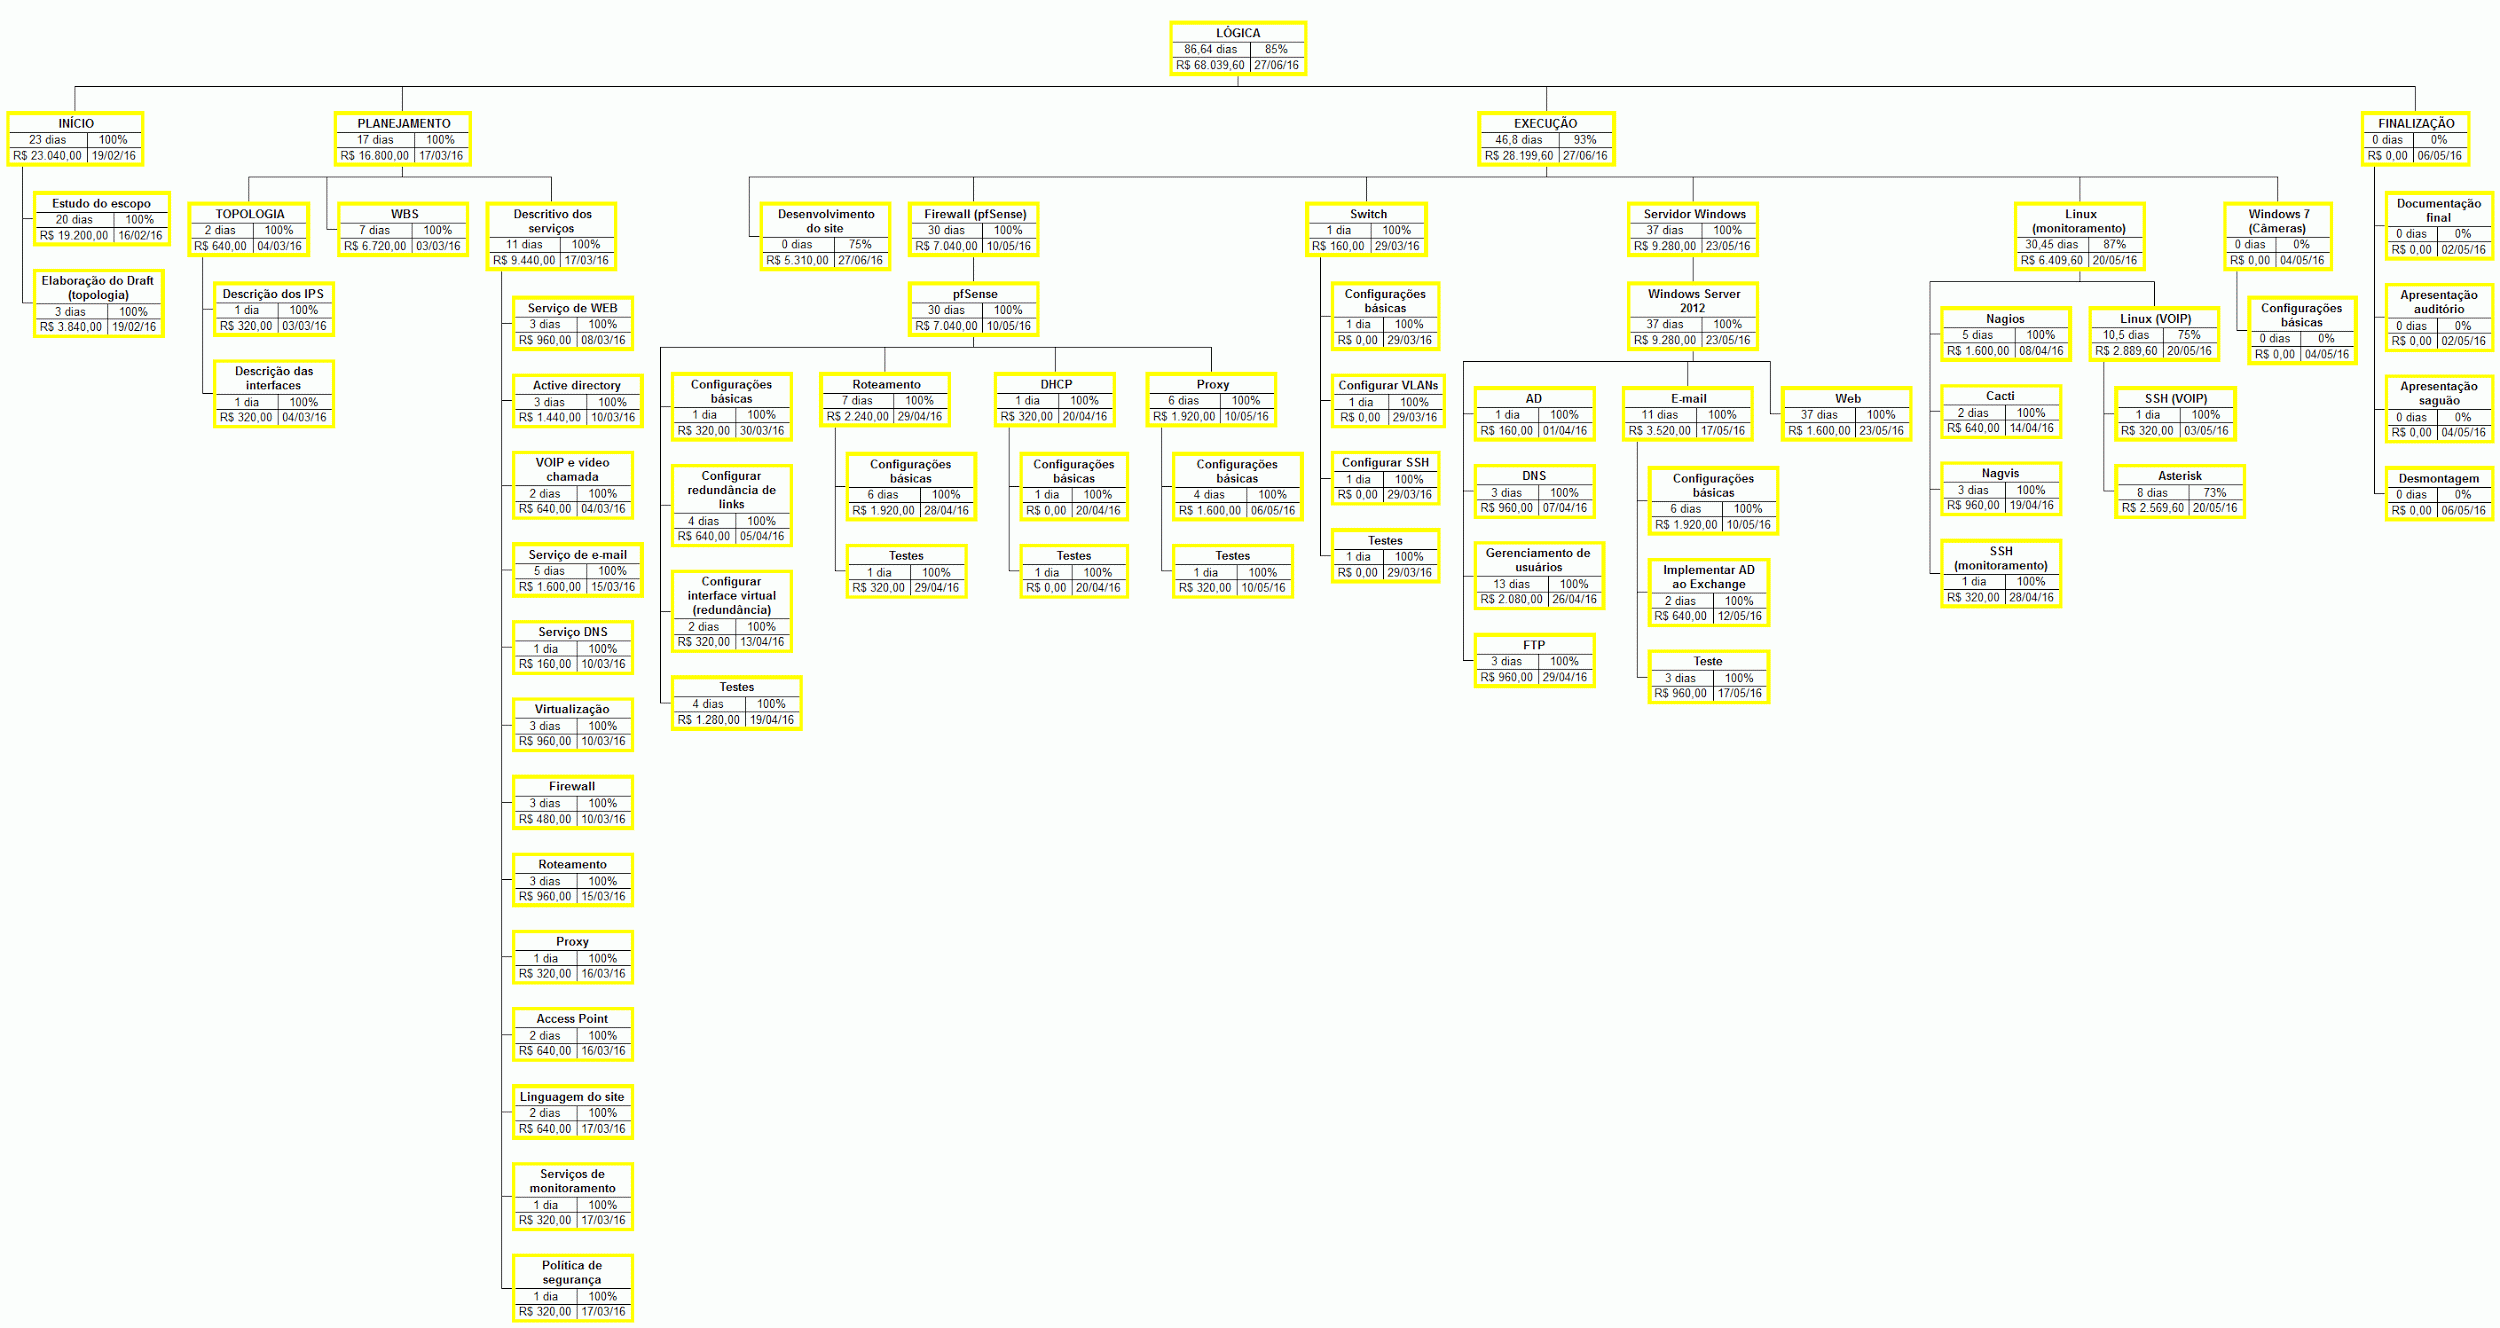 LÓGICA
86,64 dias 85%
R$ 68.039,60 27/06/16
INÍCIO
23 dias 100%
R$ 23.040,00 19/02/16
Estudo do escopo
20 dias 100%
R$ 19.200,00 16/02/16
Elaboração do Draft
(topologia)
3 dias 100%
R$ 3.840,00 19/02/16
PLANEJAMENTO
17 dias 100%
R$ 16.800,00 17/03/16
TOPOLOGIA
2 dias 100%
R$ 640,00 04/03/16
Descrição dos IPS
1 dia 100%
R$ 320,00 03/03/16
Descrição das
interfaces
1 dia 100%
R$ 320,00 04/03/16
WBS
7 dias 100%
R$ 6.720,00 03/03/16
Descritivo dos
serviços
11 dias 100%
R$ 9.440,00 17/03/16
Serviço de WEB
3 dias 100%
R$ 960,00 08/03/16
Active directory
3 dias 100%
R$ 1.440,00 10/03/16
VOIP e vídeo
chamada
2 dias 100%
R$ 640,00 04/03/16
Serviço de e-mail
5 dias 100%
R$ 1.600,00 15/03/16
Serviço DNS
1 dia 100%
R$ 160,00 10/03/16
Virtualização
3 dias 100%
R$ 960,00 10/03/16
Firewall
3 dias 100%
R$ 480,00 10/03/16
Roteamento
3 dias 100%
R$ 960,00 15/03/16
Proxy
1 dia 100%
R$ 320,00 16/03/16
Access Point
2 dias 100%
R$ 640,00 16/03/16
Linguagem do site
2 dias 100%
R$ 640,00 17/03/16
Serviços de
monitoramento
1 dia 100%
R$ 320,00 17/03/16
Política de
segurança
1 dia 100%
R$ 320,00 17/03/16
EXECUÇÃO
46,8 dias 93%
R$ 28.199,60 27/06/16
Desenvolvimento
do site
0 dias 75%
R$ 5.310,00 27/06/16
Firewall (pfSense)
30 dias 100%
R$ 7.040,00 10/05/16
pfSense
30 dias 100%
R$ 7.040,00 10/05/16
Configurações
básicas
1 dia 100%
R$ 320,00 30/03/16
Configurar
redundância de
links
4 dias 100%
R$ 640,00 05/04/16
Configurar
interface virtual
(redundância)
2 dias 100%
R$ 320,00 13/04/16
Testes
4 dias 100%
R$ 1.280,00 19/04/16
Roteamento
7 dias 100%
R$ 2.240,00 29/04/16
Configurações
básicas
6 dias 100%
R$ 1.920,00 28/04/16
Testes
1 dia 100%
R$ 320,00 29/04/16
DHCP
1 dia 100%
R$ 320,00 20/04/16
Configurações
básicas
1 dia 100%
R$ 0,00 20/04/16
Testes
1 dia 100%
R$ 0,00 20/04/16
Proxy
6 dias 100%
R$ 1.920,00 10/05/16
Configurações
básicas
4 dias 100%
R$ 1.600,00 06/05/16
Testes
1 dia 100%
R$ 320,00 10/05/16
Switch
1 dia 100%
R$ 160,00 29/03/16
Configurações
básicas
1 dia 100%
R$ 0,00 29/03/16
Configurar VLANs
1 dia 100%
R$ 0,00 29/03/16
Configurar SSH
1 dia 100%
R$ 0,00 29/03/16
Testes
1 dia 100%
R$ 0,00 29/03/16
Servidor Windows
37 dias 100%
R$ 9.280,00 23/05/16
Windows Server
2012
37 dias 100%
R$ 9.280,00 23/05/16
AD
1 dia 100%
R$ 160,00 01/04/16
DNS
3 dias 100%
R$ 960,00 07/04/16
Gerenciamento de
usuários
13 dias 100%
R$ 2.080,00 26/04/16
FTP
3 dias 100%
R$ 960,00 29/04/16
E-mail
11 dias 100%
R$ 3.520,00 17/05/16
Configurações
básicas
6 dias 100%
R$ 1.920,00 10/05/16
Implementar AD
ao Exchange
2 dias 100%
R$ 640,00 12/05/16
Teste
3 dias 100%
R$ 960,00 17/05/16
Web
37 dias 100%
R$ 1.600,00 23/05/16
Linux
(monitoramento)
30,45 dias 87%
R$ 6.409,60 20/05/16
Nagios
5 dias 100%
R$ 1.600,00 08/04/16
Cacti
2 dias 100%
R$ 640,00 14/04/16
Nagvis
3 dias 100%
R$ 960,00 19/04/16
SSH
(monitoramento)
1 dia 100%
R$ 320,00 28/04/16
Linux (VOIP)
10,5 dias 75%
R$ 2.889,60 20/05/16
SSH (VOIP)
1 dia 100%
R$ 320,00 03/05/16
Asterisk
8 dias 73%
R$ 2.569,60 20/05/16
Windows 7
(Câmeras)
0 dias 0%
R$ 0,00 04/05/16
Configurações
básicas
0 dias 0%
R$ 0,00 04/05/16
FINALIZAÇÃO
0 dias 0%
R$ 0,00 06/05/16
Documentação
final
0 dias 0%
R$ 0,00 02/05/16
Apresentação
auditório
0 dias 0%
R$ 0,00 02/05/16
Apresentação
saguão
0 dias 0%
R$ 0,00 04/05/16
Desmontagem
0 dias 0%
R$ 0,00 06/05/16